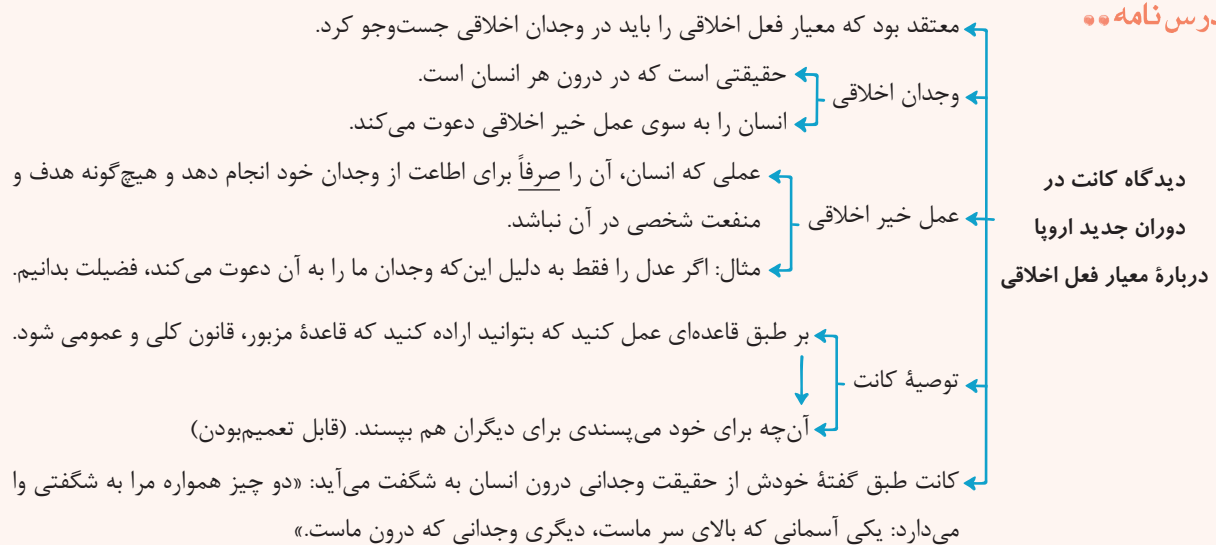 درس‌نامه
دیدگاه کانت در
دوران جدید اروپا
دربارهٔ معیار فعل اخلاقی
معتقد بود که معیار فعل اخلاقی را باید در وجدان اخلاقی جست‌وجو کرد.
وجدان اخلاقی
حقیقتی است که در درون هر انسان است.
انسان را به سوی عمل خیر اخلاقی دعوت می‌کند.
عمل خیر اخلاقی
عملی که انسان، آن را صرفاً برای اطاعت از وجدان خود انجام دهد و هیچ‌گونه هدف و
منفعت شخصی در آن نباشد.
مثال: اگر عدل را فقط به دلیل این‌که وجدان ما را به آن دعوت می‌کند، فضیلت بدانیم.
توصیهٔ کانت
بر طبق قاعده‌ای عمل کنید که بتوانید اراده کنید که قاعدهٔ مزبور، قانون کلی و عمومی شود.
آن‌چه برای خود می‌پسندی برای دیگران هم بپسند. (قابل تعمیم‌بودن)
کانت طبق گفتهٔ خودش از حقیقت وجدانی درون انسان به شگفت می‌آید: «دو چیز همواره مرا به شگفتی وا
می‌دارد: یکی آسمانی که بالای سر ماست، دیگری وجدانی که درون ماست.»